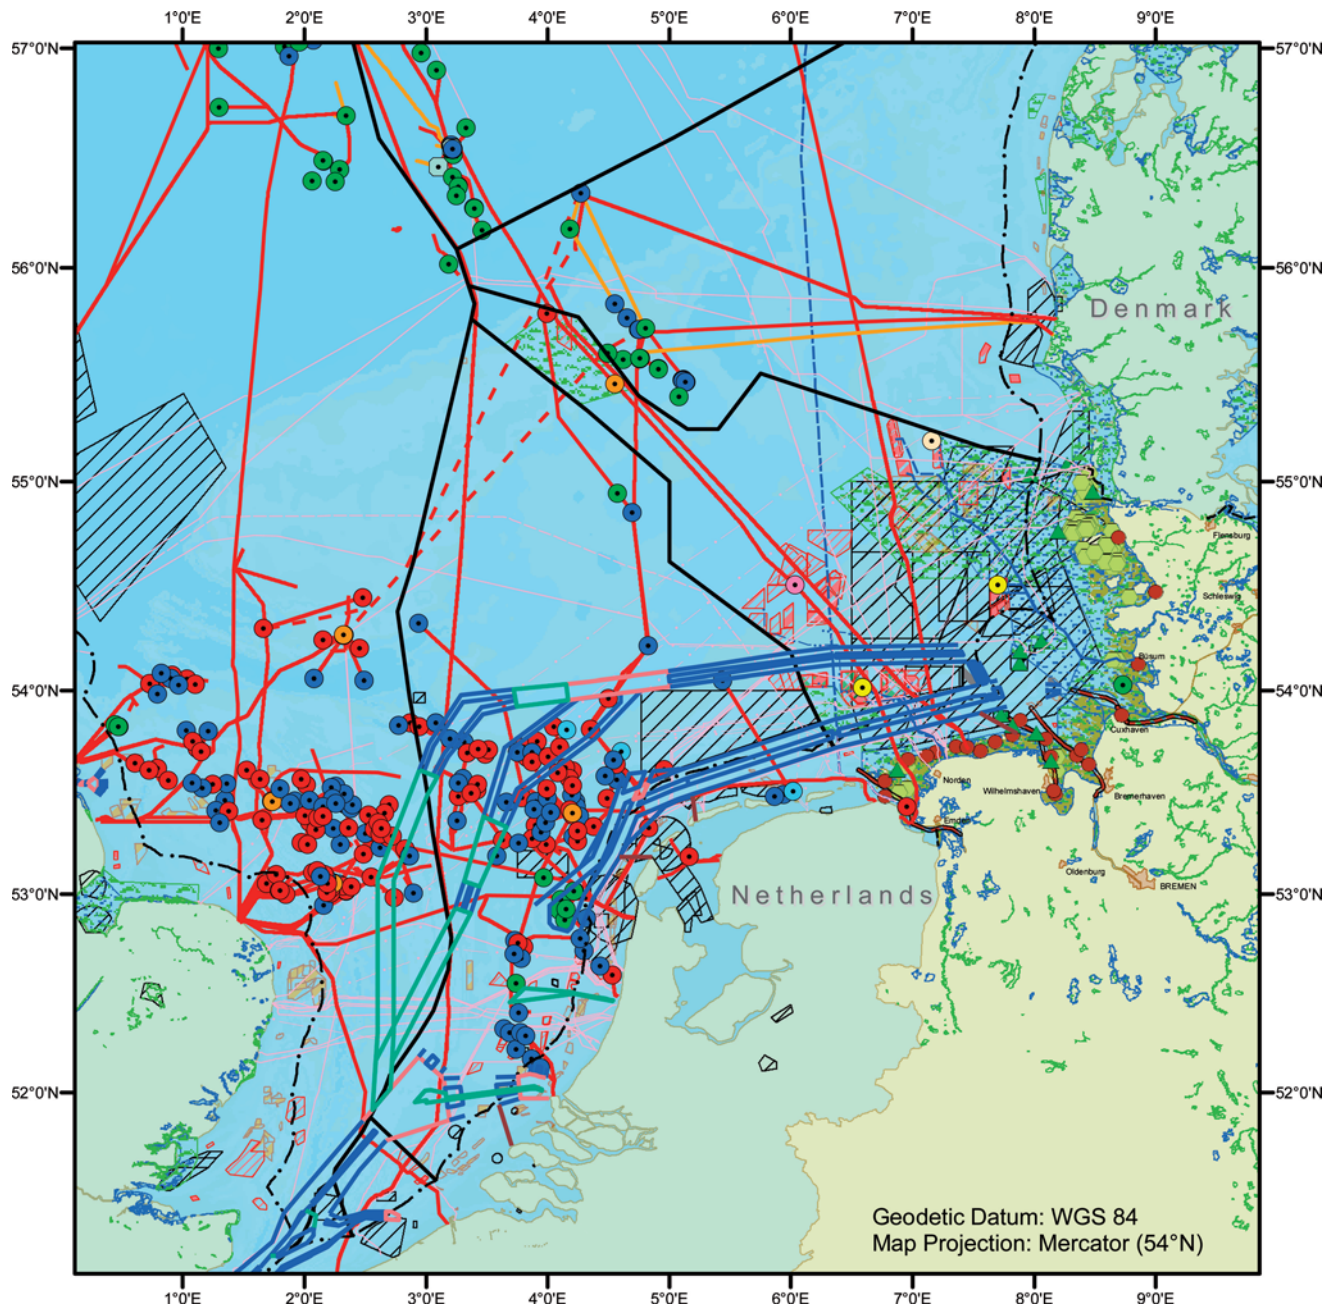 1°0'E 2°0'E 3°0'E 4°0'E 5°0'E 6°0'E 7°0'E 8°0'E 9°0'E
57°0'N 57°0'N
56°0'N 56°0'N
Denmark
55°0'N 55°0'N
Flensburg
Schleswig
Büsum
54°0'N 54°0'N
Cuxhaven
Norden
Wilhelmshaven
Bremerhaven
Emden
Oldenburg
BREMEN
53°0'N 53°0'N
Netherlands
52°0'N 52°0'N
Geodetic Datum: WGS 84
Map Projection: Mercator (54°N)
1°0'E 2°0'E 3°0'E 4°0'E 5°0'E 6°0'E 7°0'E 8°0'E 9°0'E